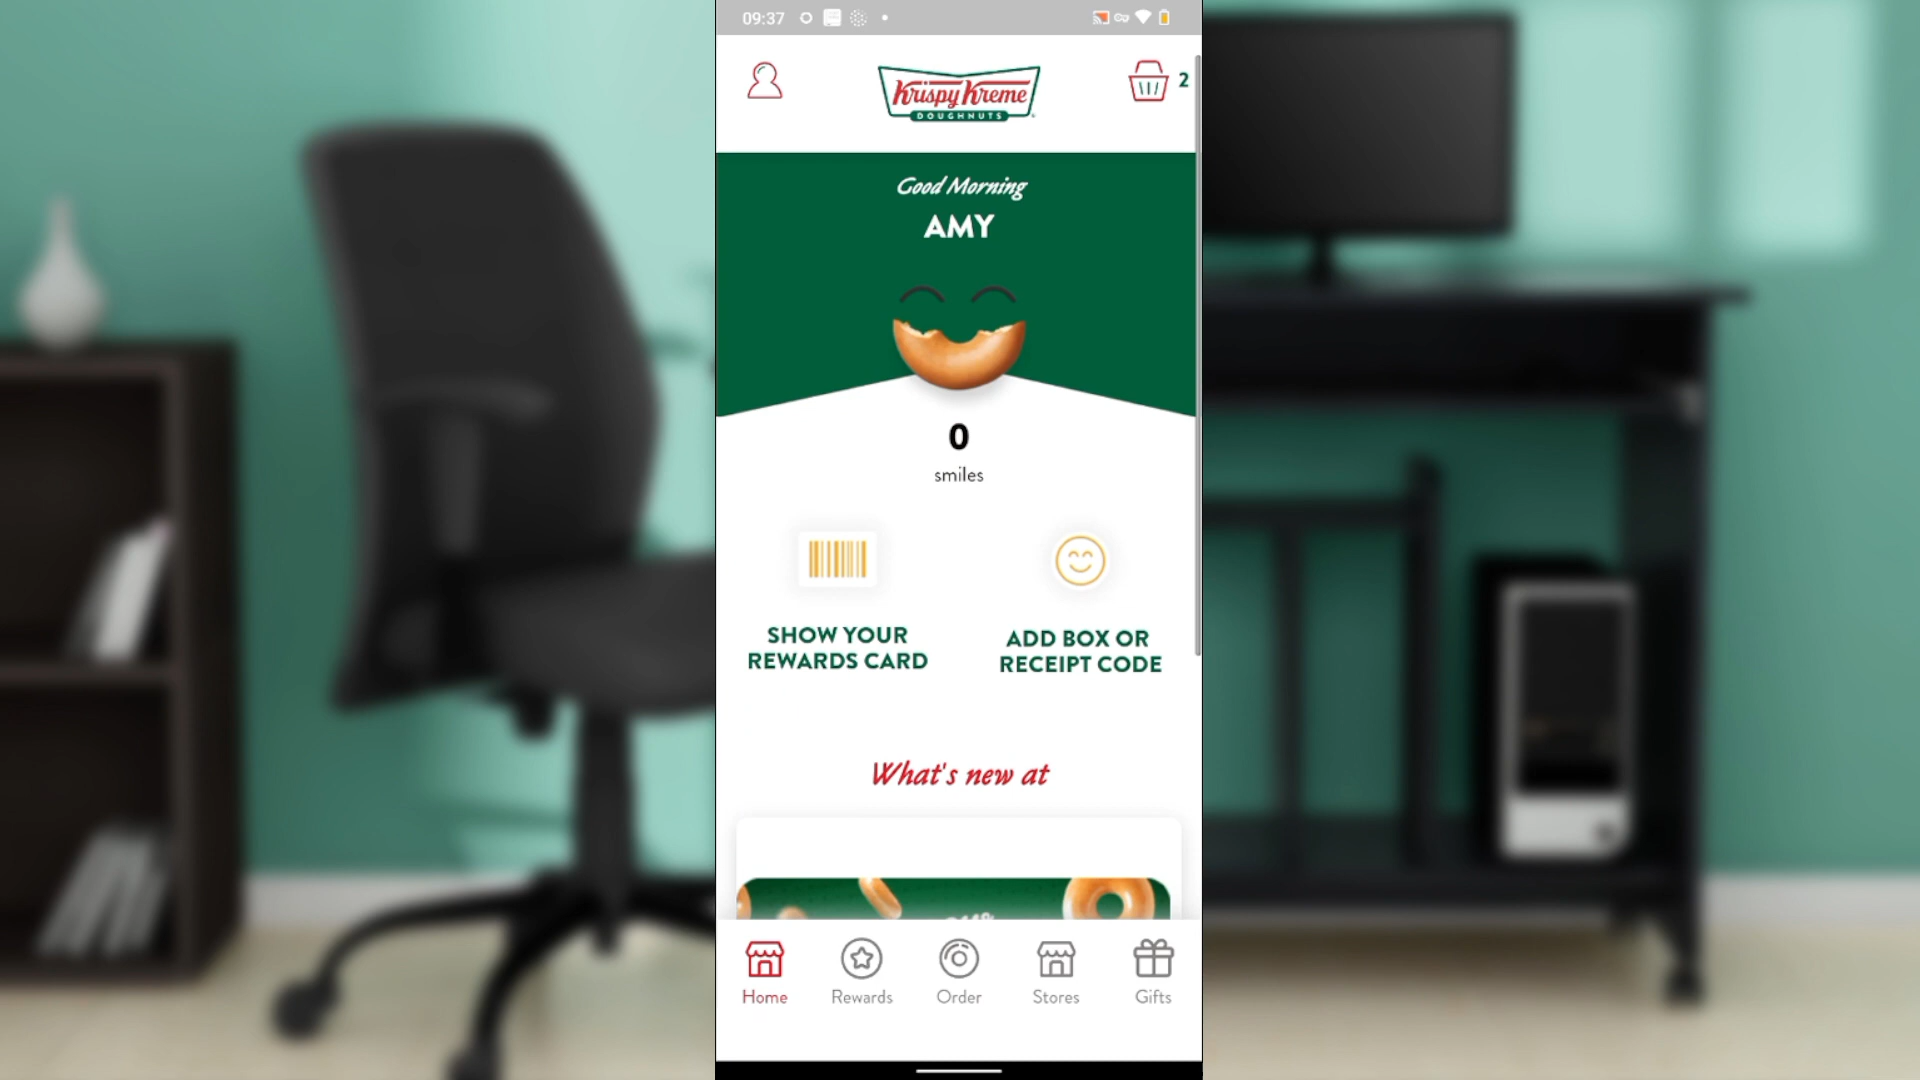 09:37
Krispy Kreme
DOUGHNUTS
2
Good Morning
AMY
0
smiles
SHOW YOUR
REWARDS CARD
ADD BOX OR
RECEIPT CODE
What's new at
Home
Rewards
Order
Stores
Gifts